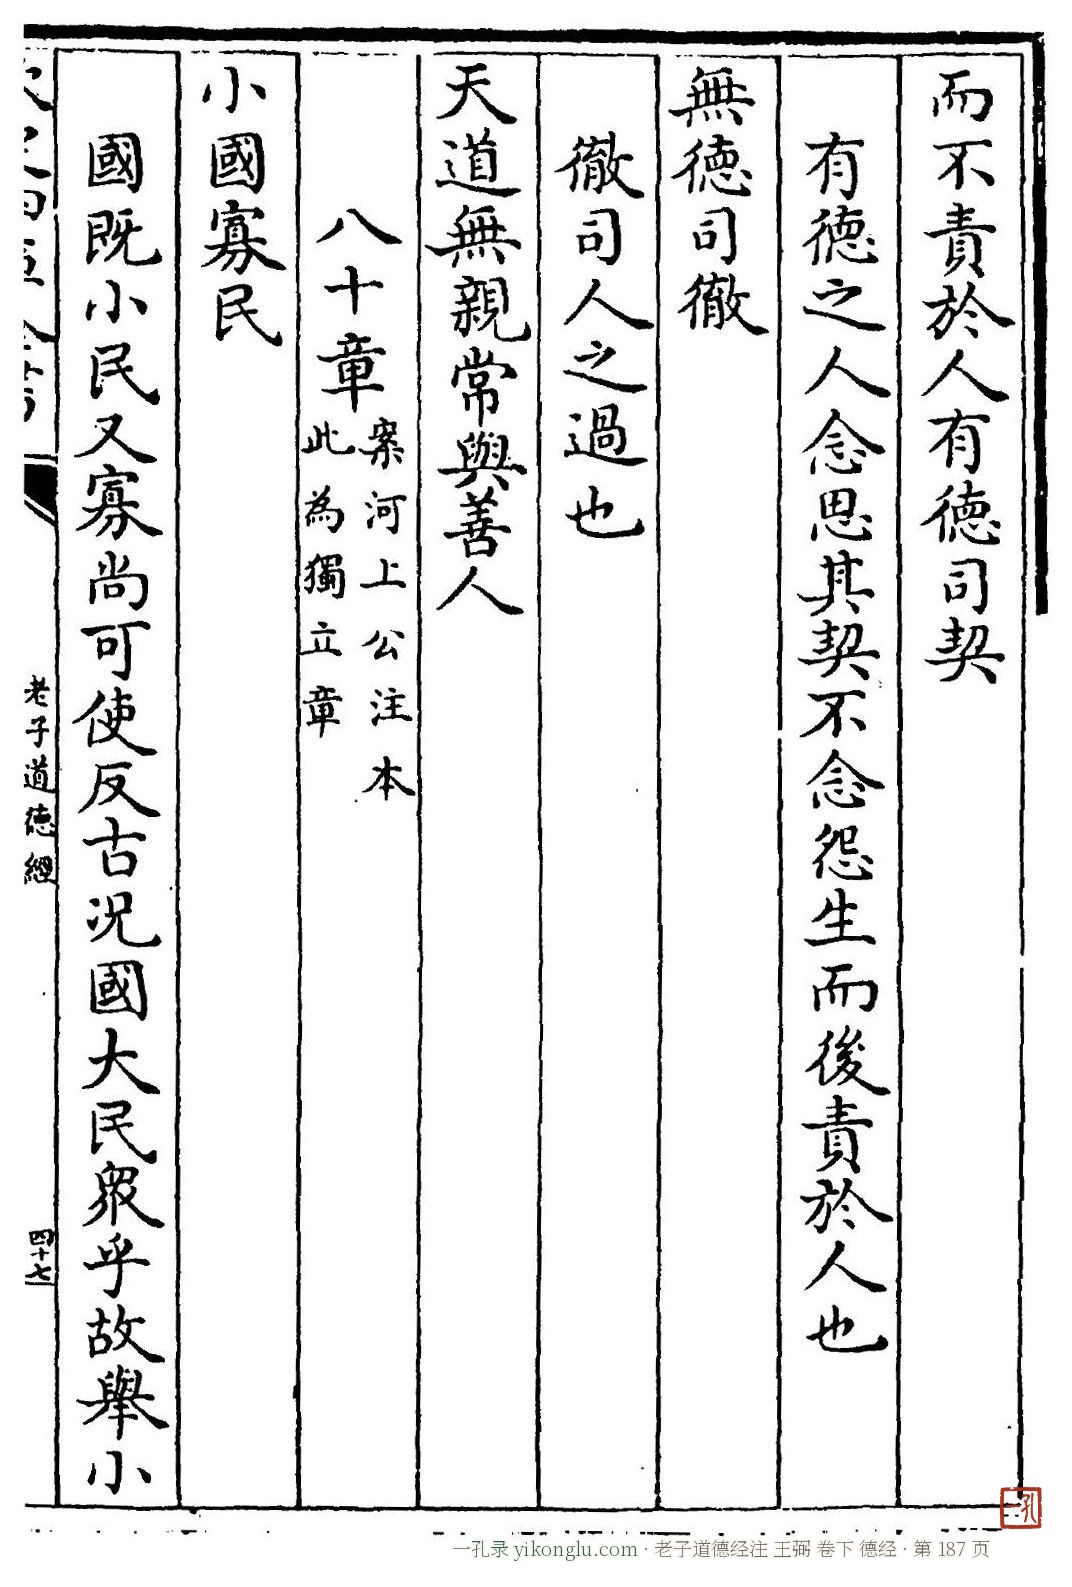 而不責於人有德司契
有德之人念思其契不念怨生而後責於人也
無德司徹
徹司人之過也
天道無親常與善人
八十章案河上公注本
此為獨立章
小國寡民
國既小民又寡尚可使反古況國大民衆乎故舉小
老子道德經
四十七
一孔
一孔录 yikonglu.com · 老子道德经注 王弼 卷下 德经 · 第 187 页